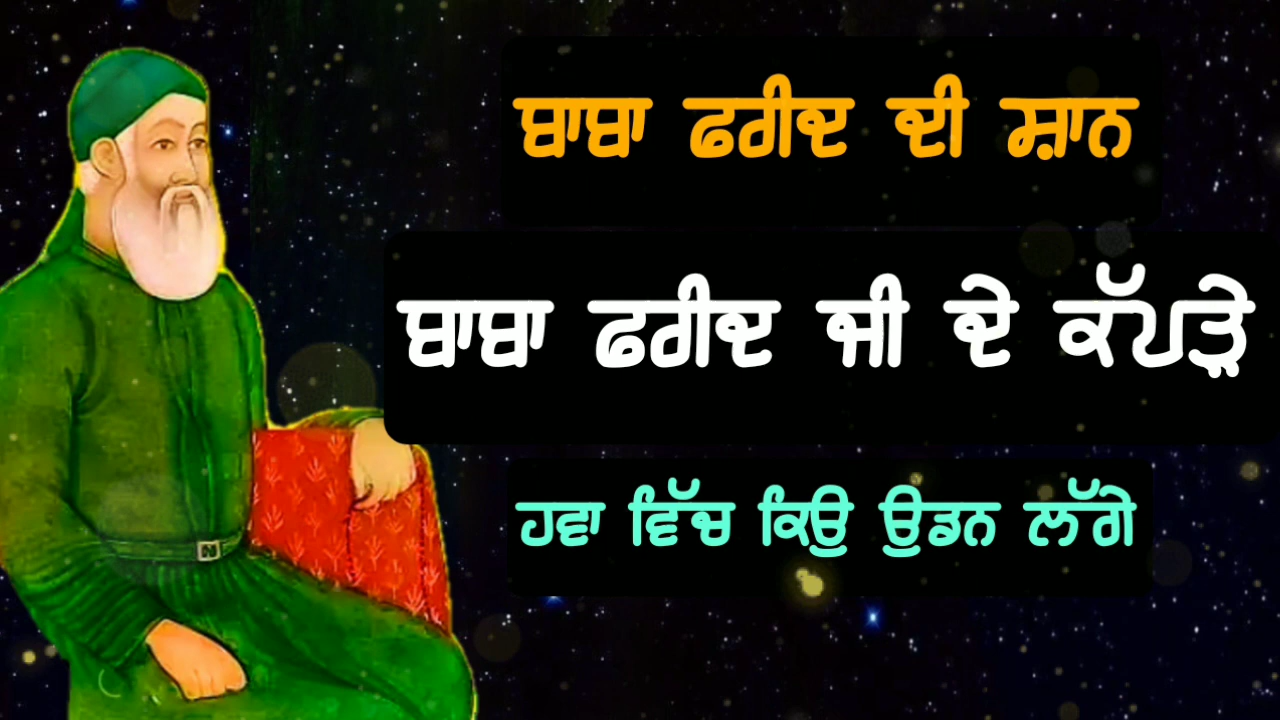 ਬਾਬਾ ਫਰੀਦ ਦੀ ਸ਼ਾਨ
ਬਾਬਾ ਫਰੀਦ ਜੀ ਦੇ ਕੱਪੜੇ
ਹਵਾ ਵਿੱਚ ਕਿਉ ਉਡਨ ਲੱਗੇ